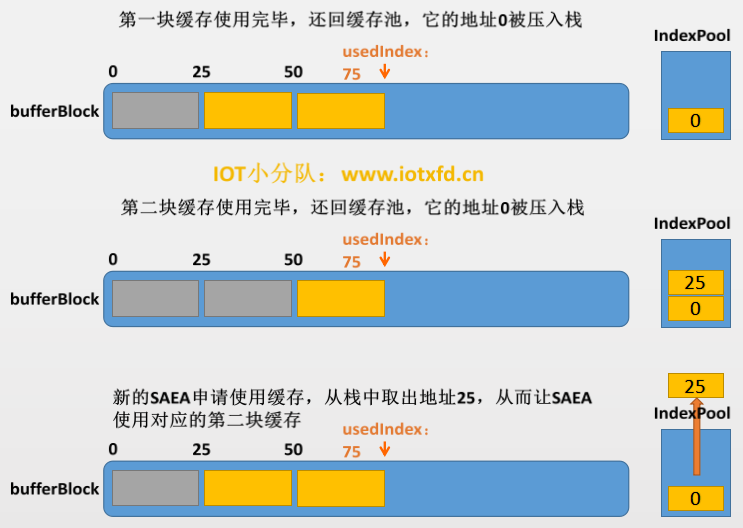 第一块缓存使用完毕，还回缓存池，它的地址0被压入栈
IndexPool
usedIndex：
0 25 50 75
bufferBlock
0
IOT小分队：www.iotxfd.cn
第二块缓存使用完毕，还回缓存池，它的地址0被压入栈
IndexPool
usedIndex：
0 25 50 75
bufferBlock
25
0
新的SAEA申请使用缓存，从栈中取出地址25，从而让SAEA
使用对应的第二块缓存
25
IndexPool
usedIndex：
0 25 50 75
bufferBlock
0